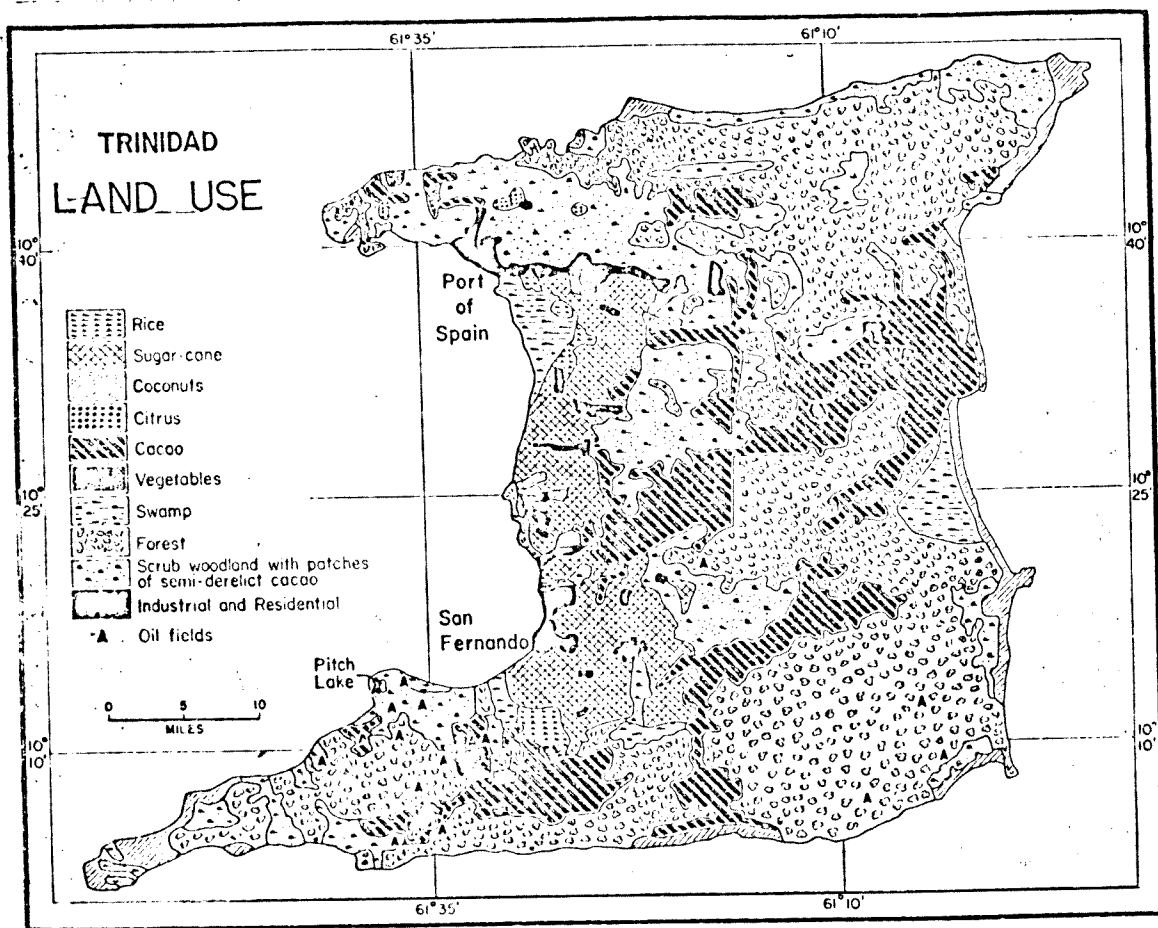 61°35'
61°10'
TRINIDAD
LAND USE
10°
40'
10°
40'
Port
of
Spain
Rice
Sugar-cane
Coconuts
Citrus
Cacao
Vegetables
Swamp
Forest
Scrub woodland with patches
of semi-derelict cacao
Industrial and Residential
A Oil fields
10°
25'
10°
25'
San
Fernando
Pitch
Lake
0 5 10
MILES
10°
10'
10°
10'
61°35'
61°10'